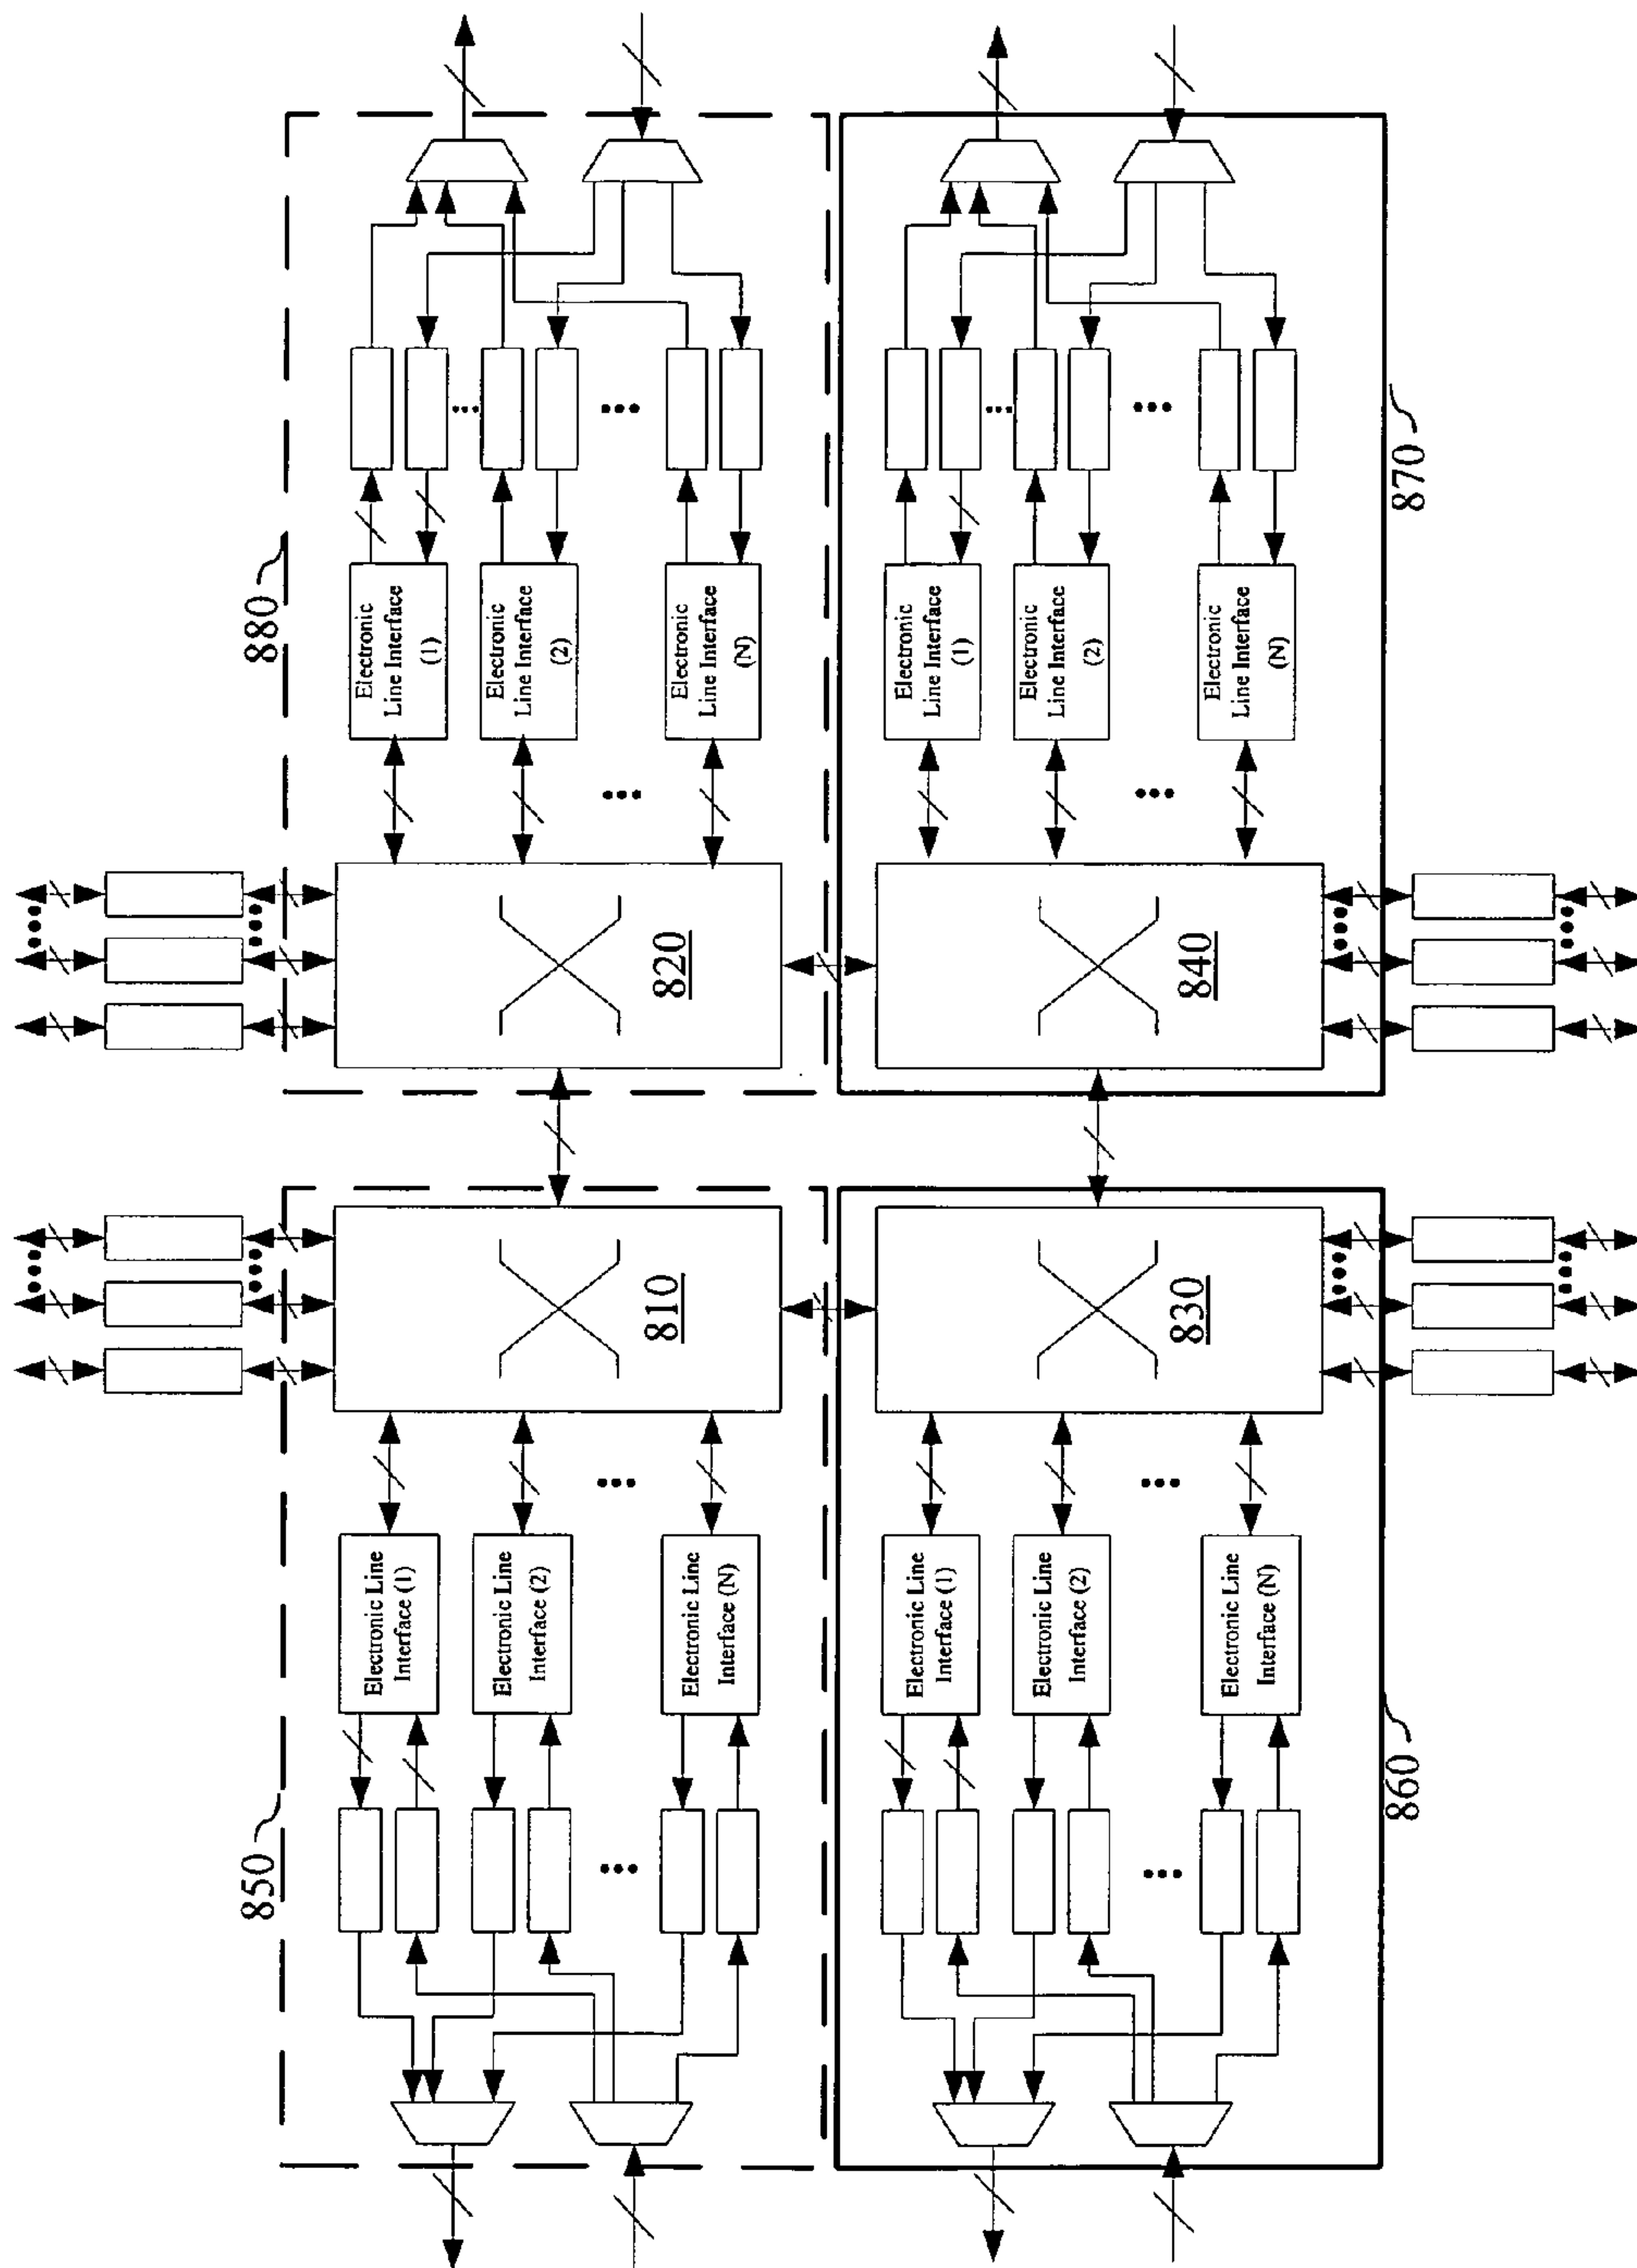 850
Electronic Line
Interface (1)
Electronic Line
Interface (2)
•••
Electronic Line
Interface (N)
810
880
820
Electronic
Line Interface
(1)
Electronic
Line Interface
(2)
•••
Electronic
Line Interface
(N)
Electronic Line
Interface (1)
Electronic Line
Interface (2)
•••
Electronic Line
Interface (N)
830
860
840
Electronic
Line Interface
(1)
Electronic
Line Interface
(2)
•••
Electronic
Line Interface
(N)
870